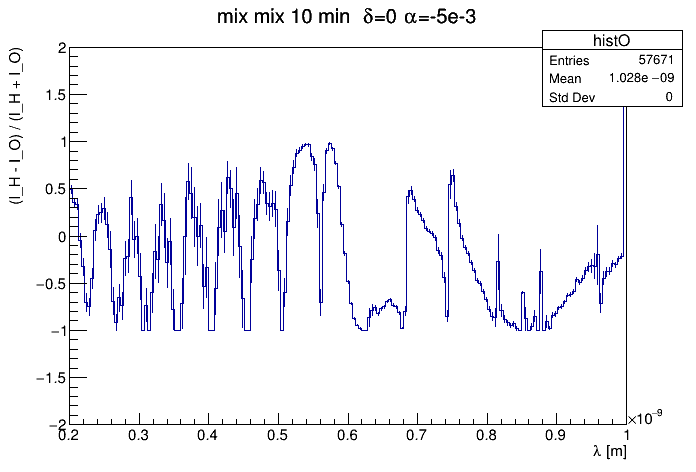 mix mix 10 min δ=0 α=-5e-3
histO
Entries 57671
Mean 1.028e−09
Std Dev 0
(I_H - I_O) / (I_H + I_O)
2
1.5
1
0.5
0
−0.5
−1
−1.5
−2
0.2 0.3 0.4 0.5 0.6 0.7 0.8 0.9 1
×10−9
λ [m]